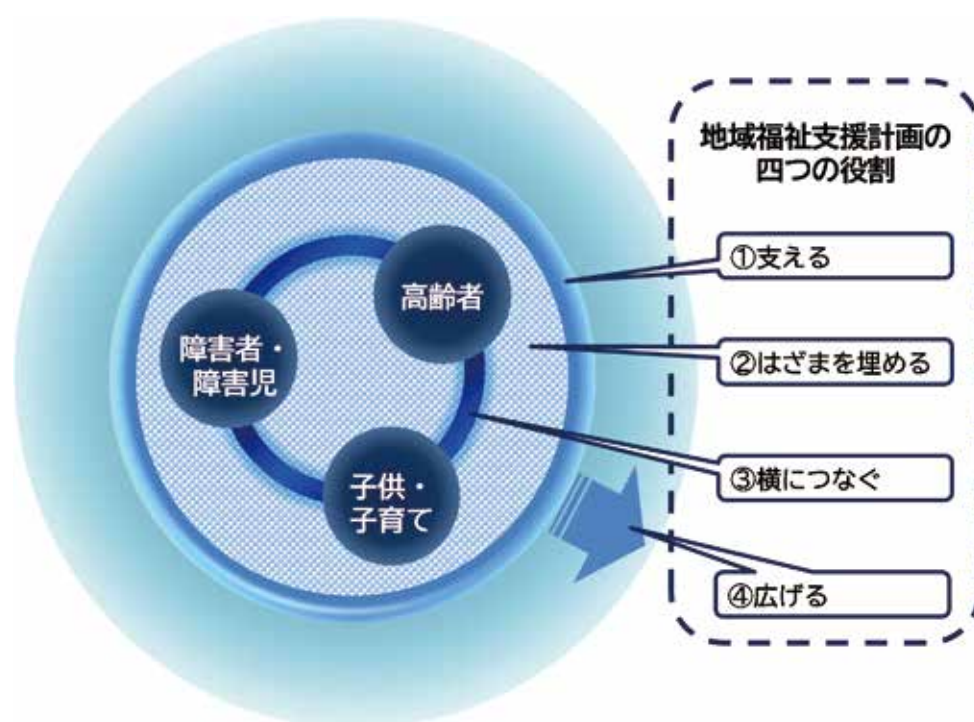 地域福祉支援計画の
四つの役割
①支える
②はざまを埋める
③横につなぐ
④広げる
高齢者
障害者・
障害児
子供・
子育て